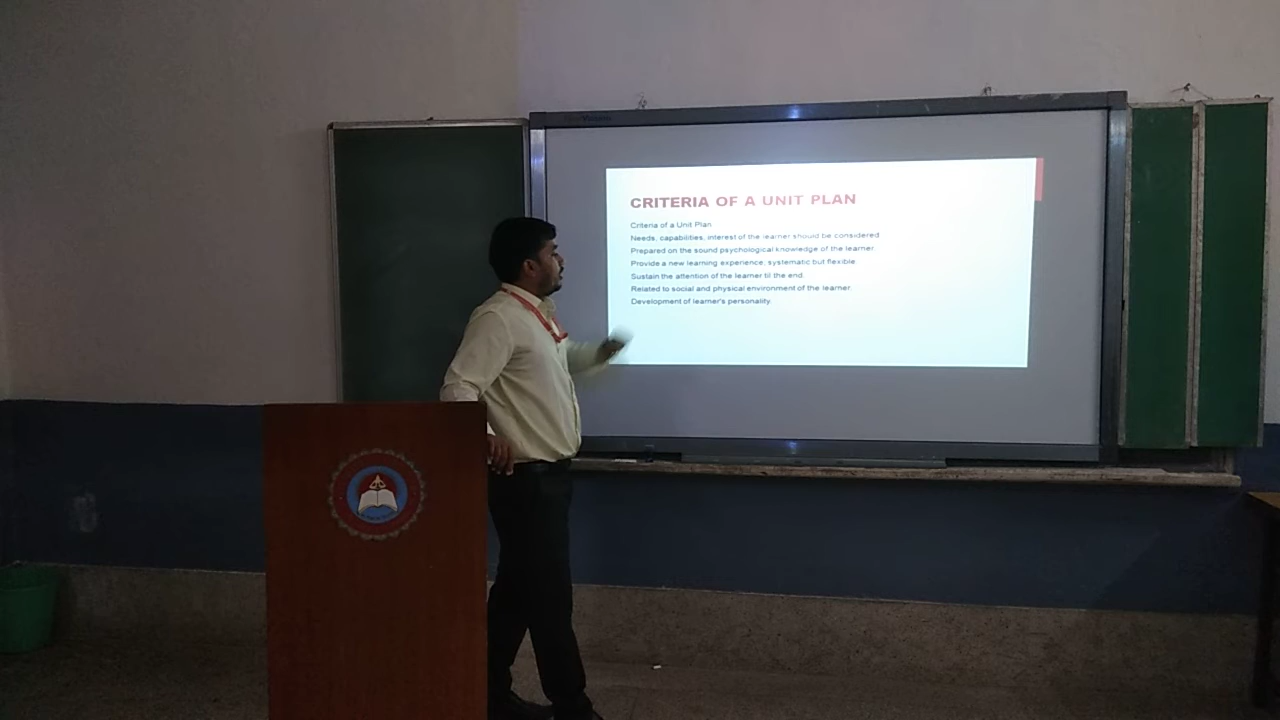 CRITERIA OF A UNIT PLAN
Criteria of a Unit Plan
Needs, capabilities, interest of the learner should be considered.
Prepared on the sound psychological knowledge of the learner.
Provide a new learning experience; systematic but flexible.
Sustain the attention of the learner til the end.
Related to social and physical environment of the learner.
Development of learner's personality.